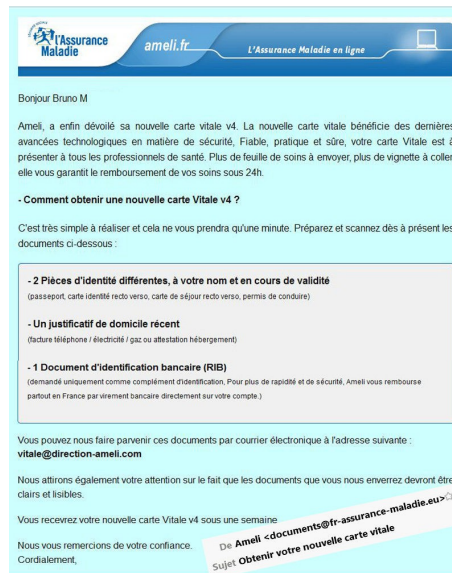 l'Assurance
Maladie
ameli.fr
L'Assurance Maladie en ligne
Bonjour Bruno M
Ameli, a enfin dévoilé sa nouvelle carte vitale v4. La nouvelle carte vitale bénéficie des dernières
avancées technologiques en matière de sécurité, Fiable, pratique et sûre, votre carte Vitale est à
présenter à tous les professionnels de santé. Plus de feuille de soins à envoyer, plus de vignette à coller
elle vous garantit le remboursement de vos soins sous 24h.
- Comment obtenir une nouvelle carte Vitale v4 ?
C'est très simple à réaliser et cela ne vous prendra qu'une minute. Préparez et scannez dès à présent les
documents ci-dessous :
- 2 Pièces d'identité différentes, à votre nom et en cours de validité
(passeport, carte identité recto verso, carte de séjour recto verso, permis de conduire)
- Un justificatif de domicile récent
(facture téléphone / électricité / gaz ou attestation hébergement)
- 1 Document d'identification bancaire (RIB)
(demandé uniquement comme complément d'identification, Pour plus de rapidité et de sécurité, Ameli vous rembourse
partout en France par virement bancaire directement sur votre compte.)
Vous pouvez nous faire parvenir ces documents par courrier électronique à l'adresse suivante :
vitale@direction-ameli.com
Nous attirons également votre attention sur le fait que les documents que vous nous enverrez devront être
clairs et lisibles.
Vous recevrez votre nouvelle carte Vitale v4 sous une semaine
Nous vous remercions de votre confiance.
Cordialement,
De Ameli <documents@fr-assurance-maladie.eu>
Sujet Obtenir votre nouvelle carte vitale